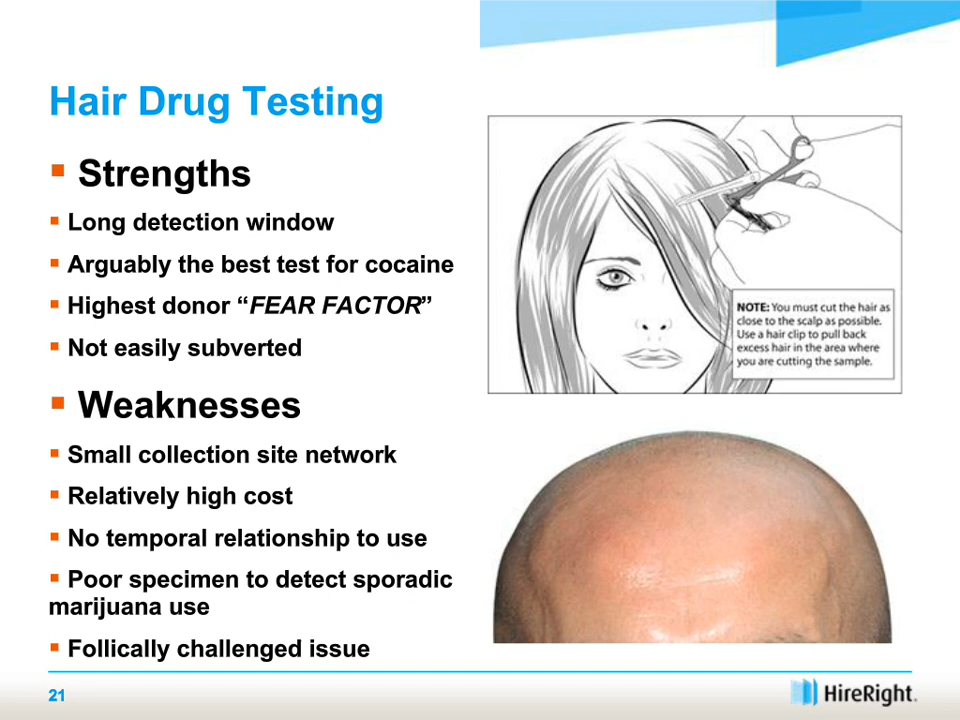 Hair Drug Testing
▪ Strengths
▪ Long detection window
▪ Arguably the best test for cocaine
▪ Highest donor “FEAR FACTOR”
▪ Not easily subverted
▪ Weaknesses
▪ Small collection site network
▪ Relatively high cost
▪ No temporal relationship to use
▪ Poor specimen to detect sporadic
marijuana use
▪ Follically challenged issue
NOTE: You must cut the hair as
close to the scalp as possible.
Use a hair clip to pull back
excess hair in the area where
you are cutting the sample.
21
HireRight.